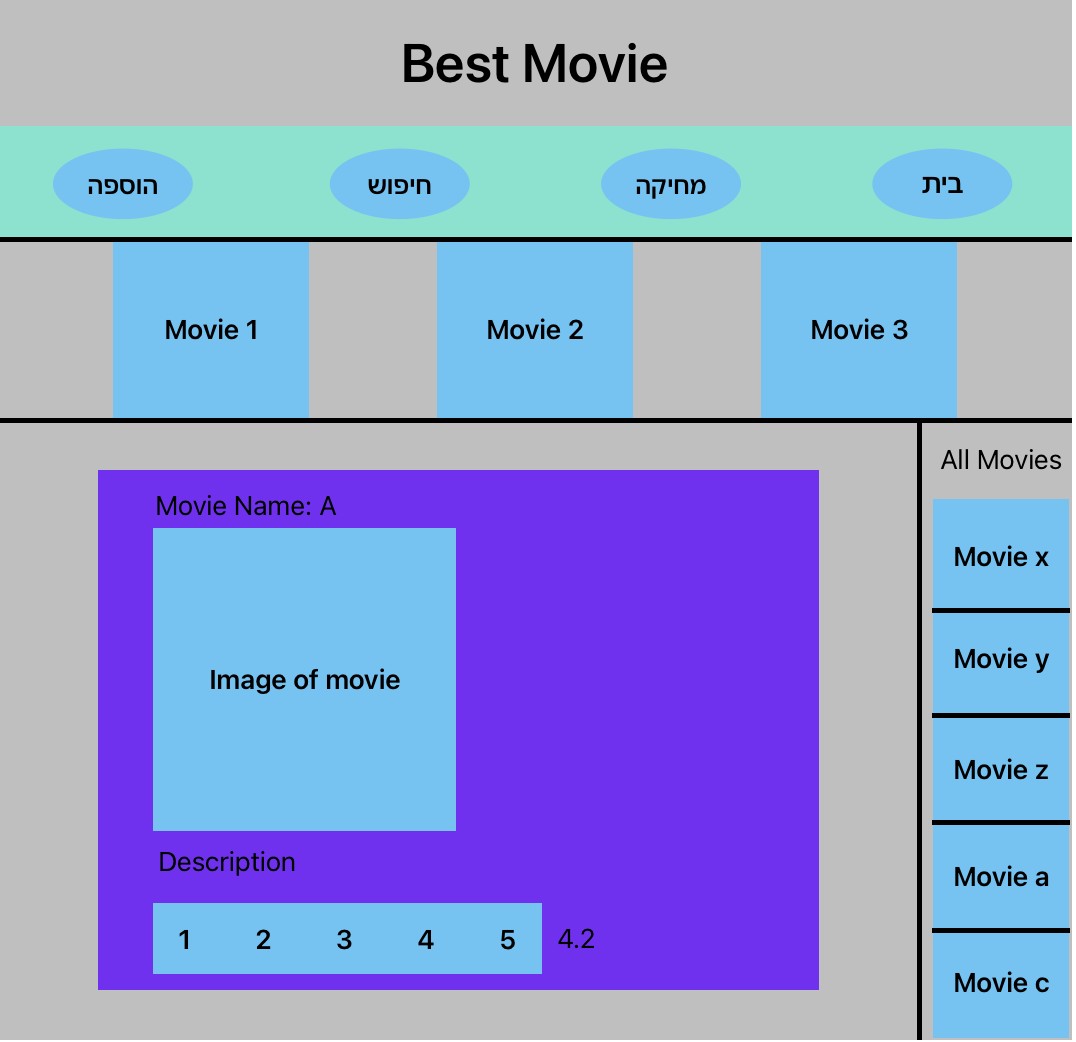 Best Movie
הוספה
חיפוש
מחיקה
בית
Movie 1
Movie 2
Movie 3
Movie Name: A
Image of movie
Description
1 2 3 4 5 4.2
All Movies
Movie x
Movie y
Movie z
Movie a
Movie c